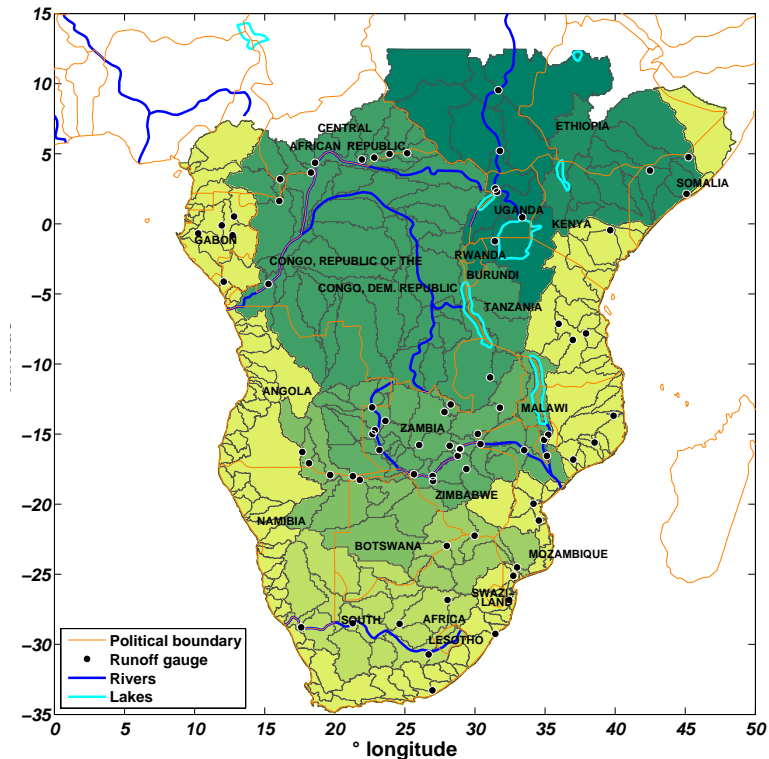 15
10
5
0
−5
−10
−15
−20
−25
−30
−35
CENTRAL
AFRICAN REPUBLIC
ETHIOPIA
SOMALIA
UGANDA
KENYA
GABON
RWANDA
CONGO, REPUBLIC OF THE
BURUNDI
CONGO, DEM. REPUBLIC
TANZANIA
ANGOLA
MALAWI
ZAMBIA
ZIMBABWE
NAMIBIA
BOTSWANA
MOZAMBIQUE
SWAZI-
LAND
SOUTH AFRICA
LESOTHO
Political boundary
Runoff gauge
Rivers
Lakes
0 5 10 15 20 25 30 35 40 45 50
° longitude